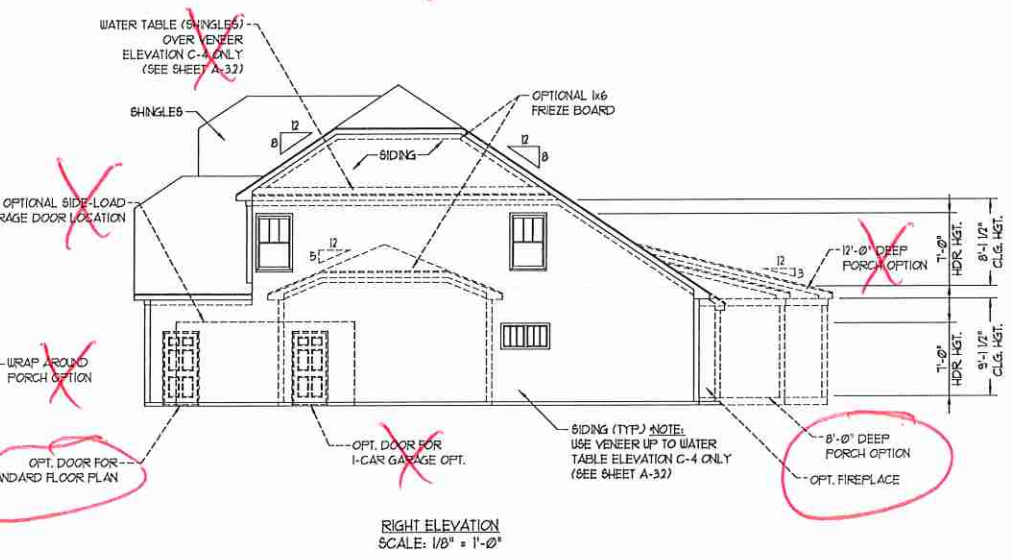 WATER TABLE (SHINGLES)
OVER VENEER
ELEVATION C-4 ONLY
(SEE SHEET A-3.2)
SHINGLES
OPTIONAL 1x6
FRIEZE BOARD
12
8
12
8
SIDING
OPTIONAL SIDE-LOAD
RAGE DOOR LOCATION
12
5
12'-0" DEEP
PORCH OPTION
12
3
7'-0"
HDR. HGT.
8'-1 1/2"
CLG. HGT.
7'-0"
HDR. HGT.
9'-1 1/2"
CLG. HGT.
WRAP AROUND
PORCH OPTION
OPT. DOOR FOR
ANDARD FLOOR PLAN
OPT. DOOR FOR
1-CAR GARAGE OPT.
SIDING (TYP.) NOTE:
USE VENEER UP TO WATER
TABLE ELEVATION C-4 ONLY
(SEE SHEET A-3.2)
8'-0" DEEP
PORCH OPTION
OPT. FIREPLACE
RIGHT ELEVATION
SCALE: 1/8" = 1'-0"